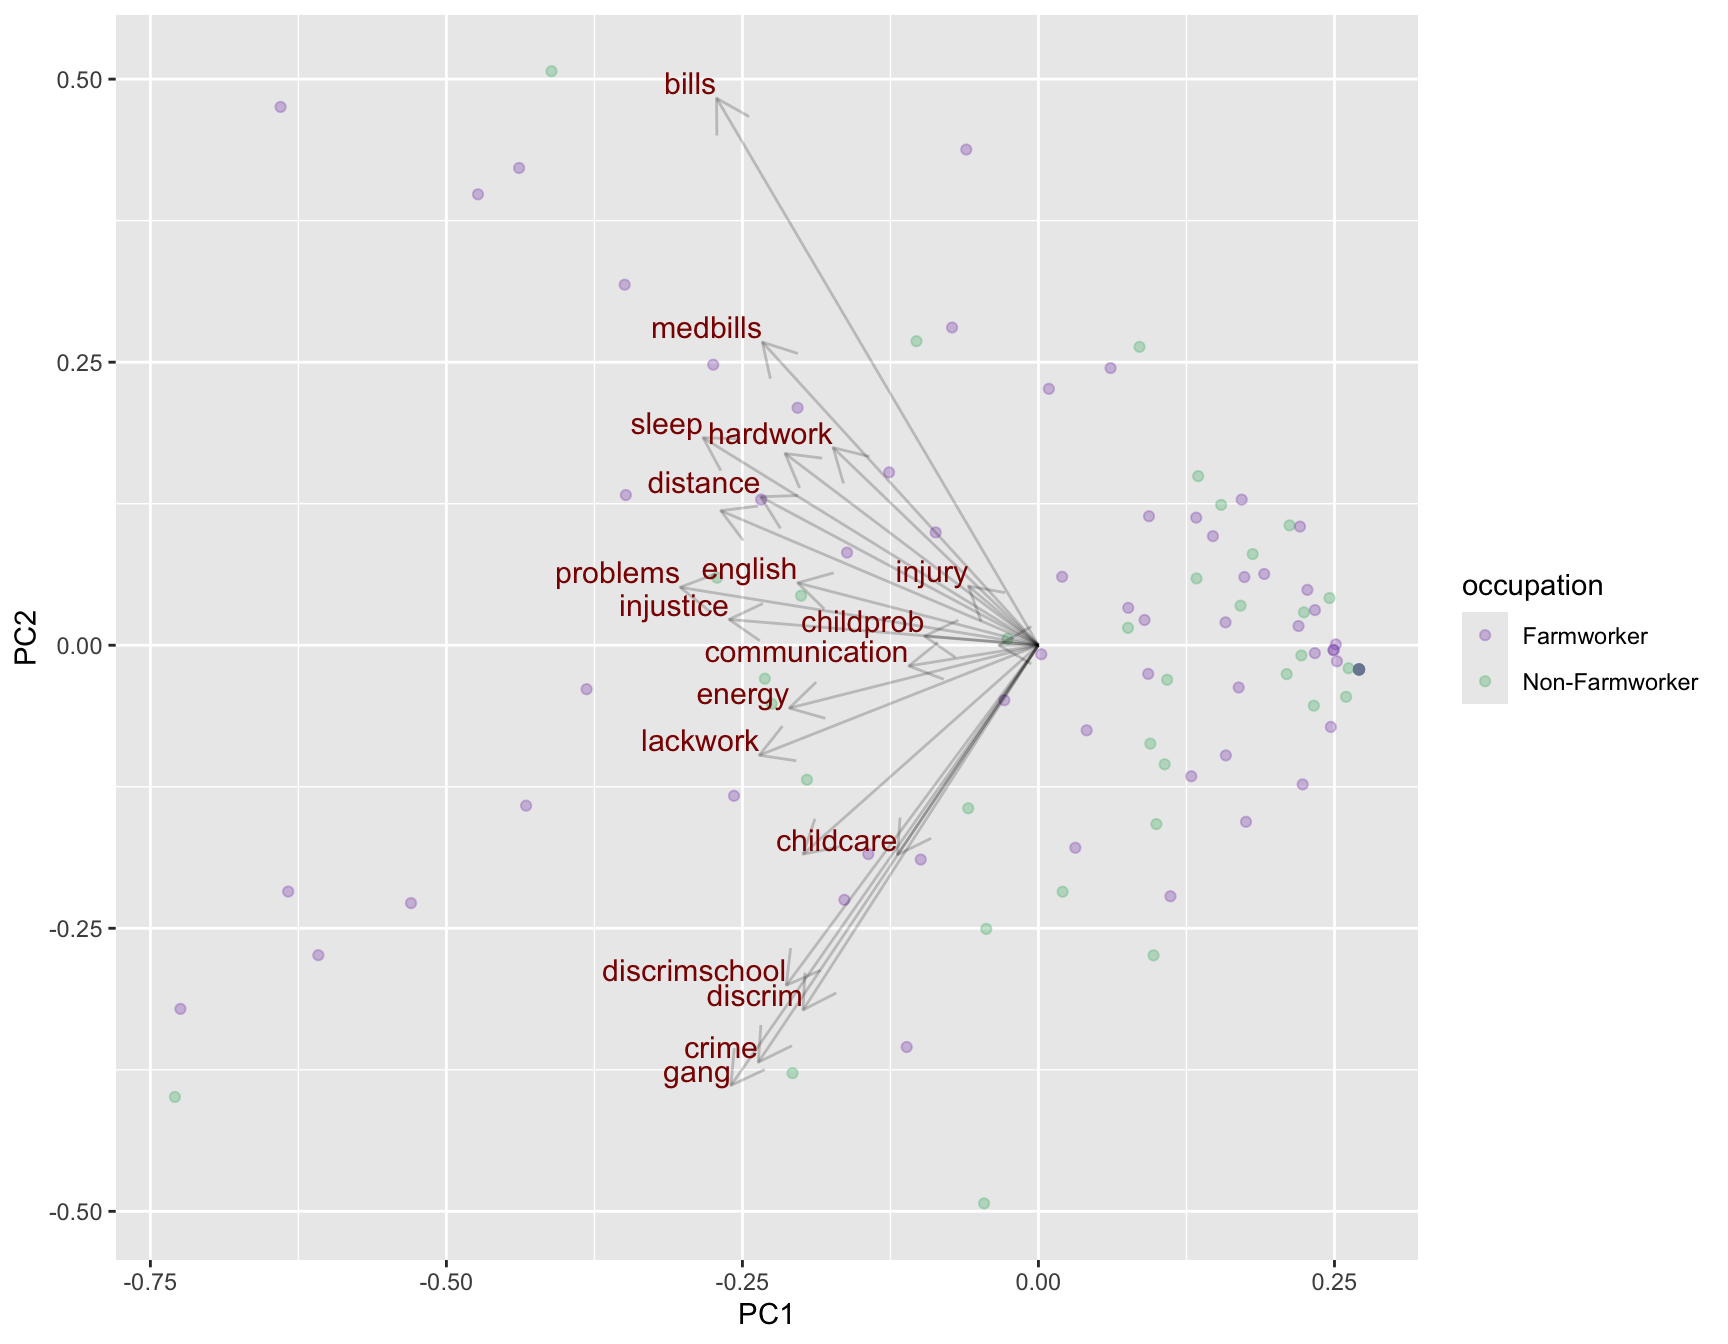 0.50
0.25
0.00
-0.25
-0.50
PC2
bills
medbills
sleep
hardwork
distance
problems
english
injury
injustice
childprob
communication
energy
lackwork
childcare
discrimschool
discrim
crime
gang
-0.75
-0.50
-0.25
0.00
0.25
PC1
occupation
Farmworker
Non-Farmworker